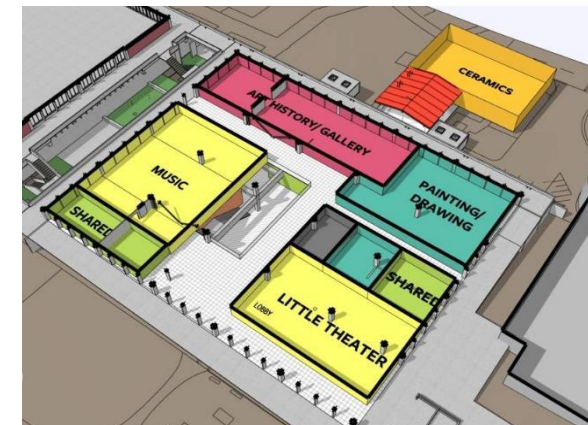 CERAMICS
ART HISTORY/ GALLERY
MUSIC
PAINTING/
DRAWING
SHARED
SHARED
LOBBY
LITTLE THEATER